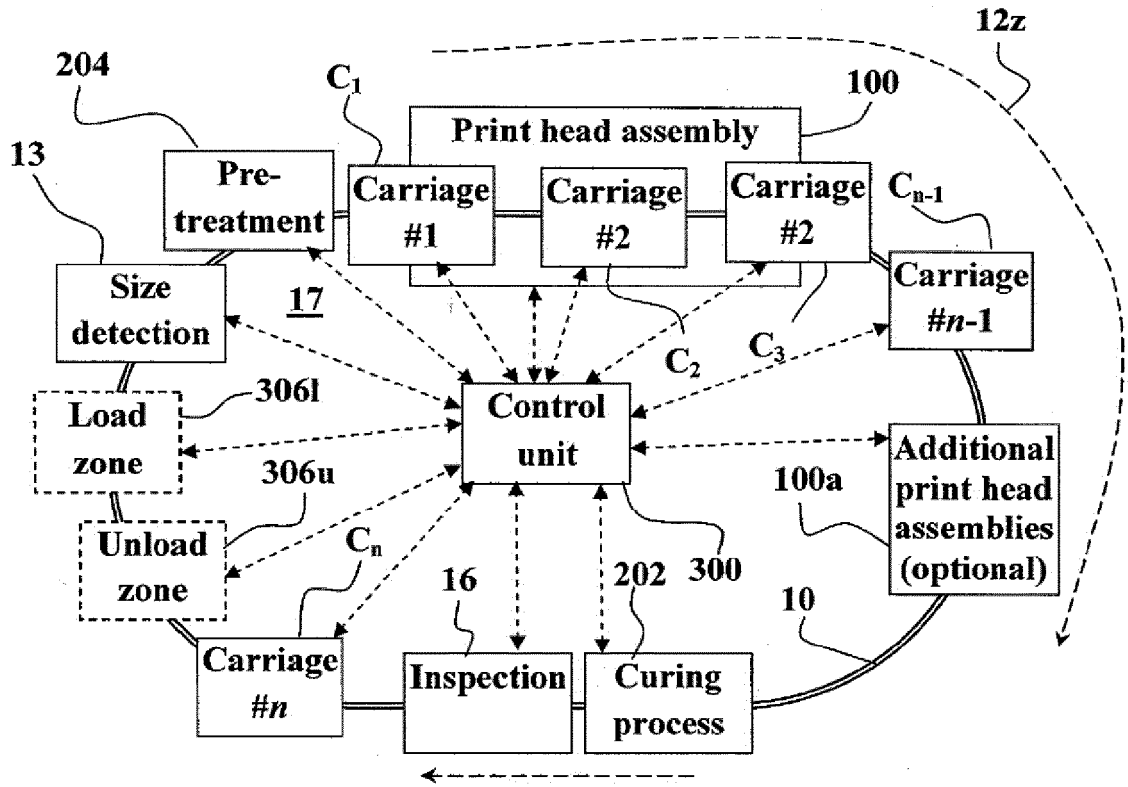 12z
204
C1
100
Print head assembly
13
Pre-
treatment
Carriage
#1
Carriage
#2
Carriage
#2
Cn-1
Size
detection
17
Carriage
#n-1
C2
C3
306l
Load
zone
Control
unit
Additional
print head
assemblies
(optional)
100a
306u
Unload
zone
Cn
300
16
202
10
Carriage
#n
Inspection
Curing
process